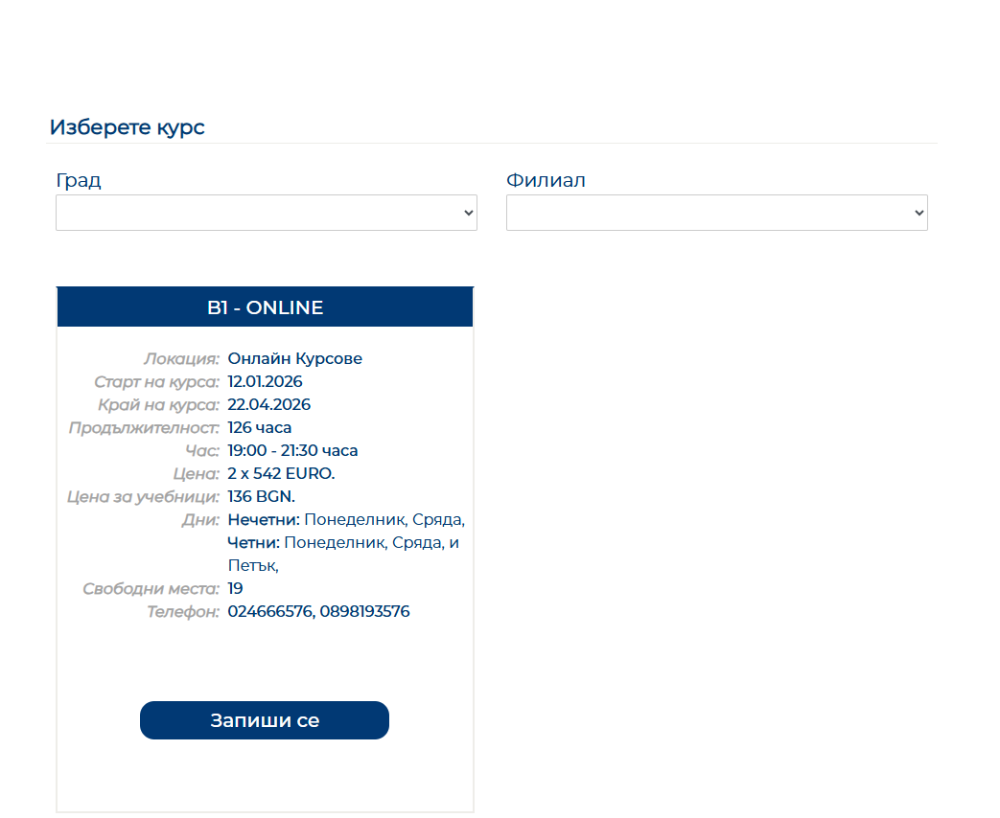 Изберете курс
Град
Филиал
B1 - ONLINE
Локация: Онлайн Курсове
Старт на курса: 12.01.2026
Край на курса: 22.04.2026
Продължителност: 126 часа
Час: 19:00 - 21:30 часа
Цена: 2 x 542 EURO.
Цена за учебници: 136 BGN.
Дни: Нечетни: Понеделник, Сряда,
Четни: Понеделник, Сряда, и
Петък,
Свободни места: 19
Телефон: 024666576, 0898193576
Запиши се